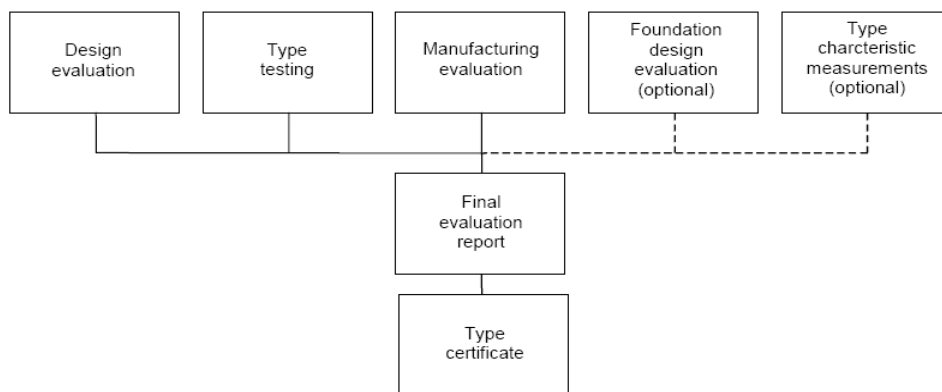 Design
evaluation
Type
testing
Manufacturing
evaluation
Foundation
design
evaluation
(optional)
Type
charcteristic
measurements
(optional)
Final
evaluation
report
Type
certificate